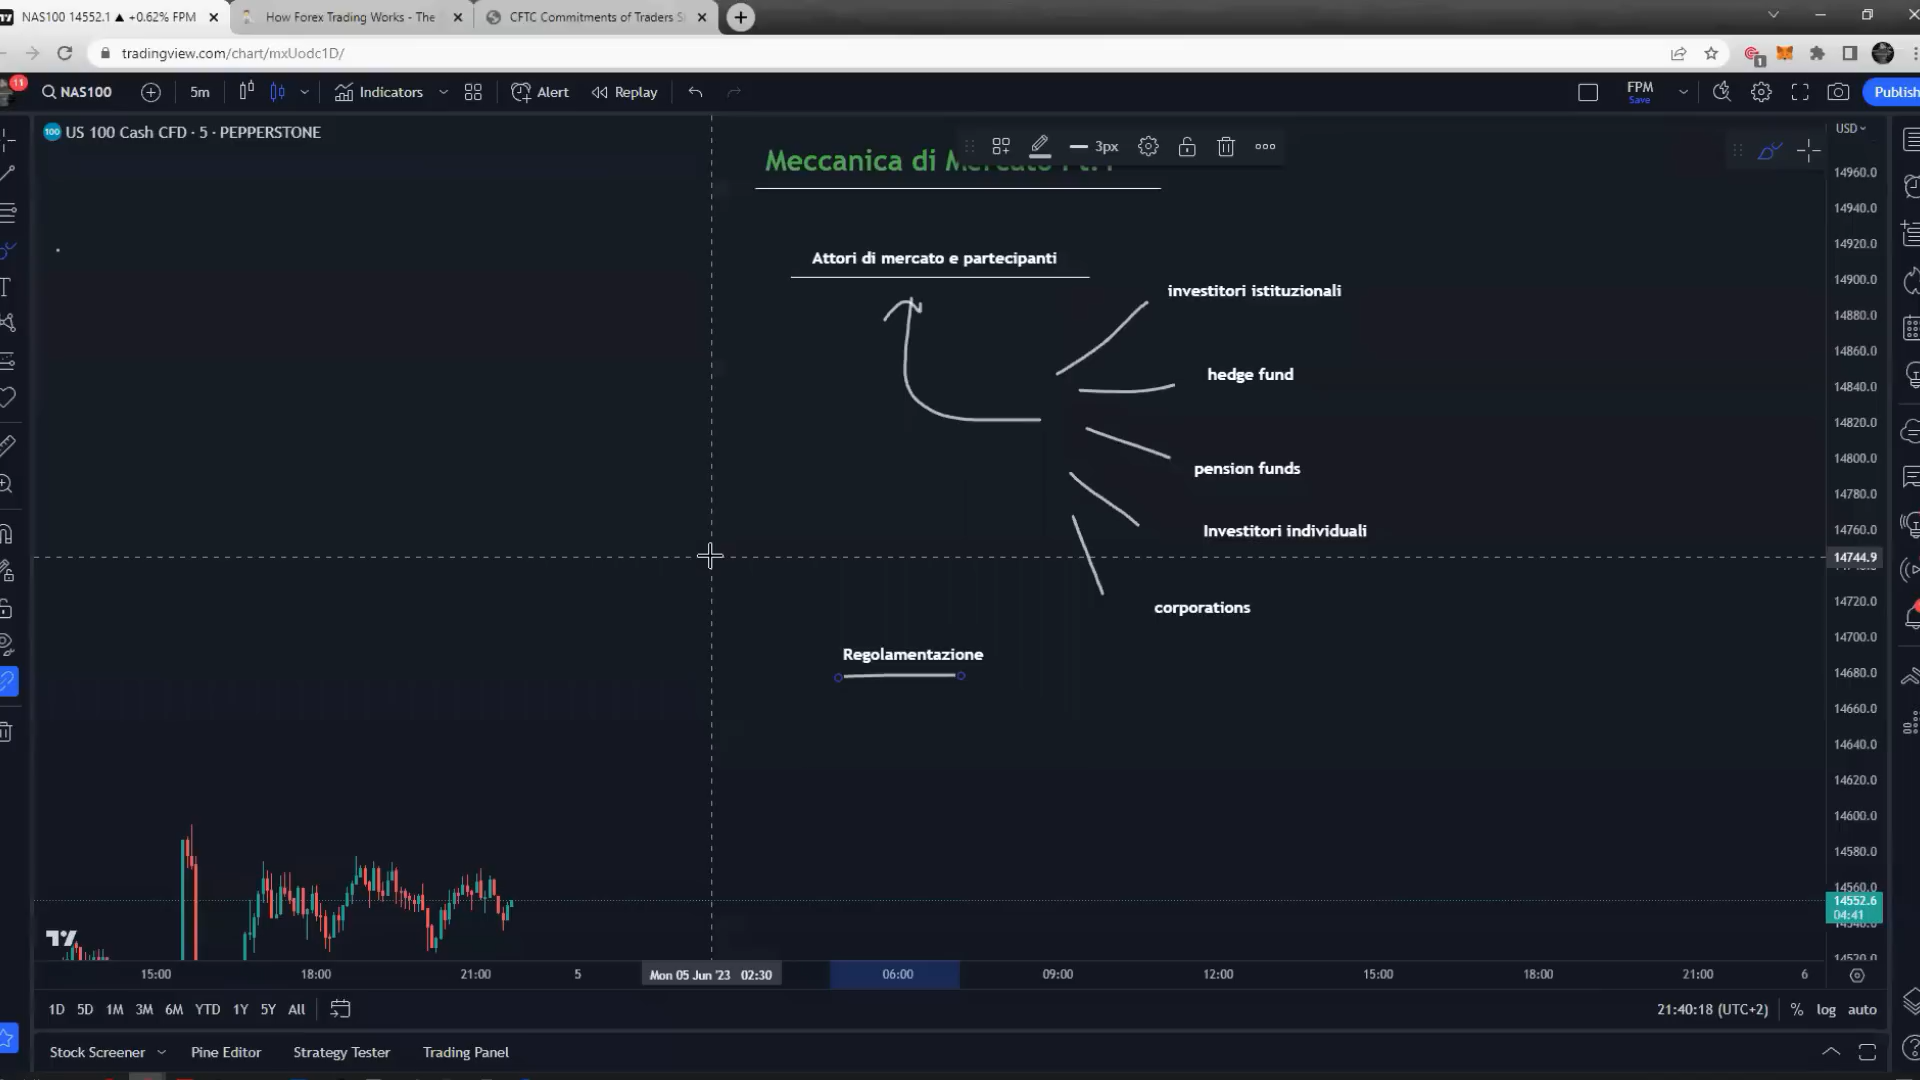 NAS100 14552.1 ▲ +0.62% FPM
How Forex Trading Works - The
CFTC Commitments of Traders S
tradingview.com/chart/mxUodc1D/
1
11
NAS100
5m
Indicators
Alert
Replay
FPM
Save
Publish
100 US 100 Cash CFD · 5 · PEPPERSTONE
USD
3px
Meccanica di
Attori di mercato e partecipanti
investitori istituzionali
hedge fund
pension funds
Investitori individuali
corporations
Regolamentazione
14960.0
14940.0
14920.0
14900.0
14880.0
14860.0
14840.0
14820.0
14800.0
14780.0
14760.0
14744.9
14720.0
14700.0
14680.0
14660.0
14640.0
14620.0
14600.0
14580.0
14560.0
14552.6
04:41
15:00
18:00
21:00
5
Mon 05 Jun '23 02:30
06:00
09:00
12:00
15:00
18:00
21:00
6
1D
5D
1M
3M
6M
YTD
1Y
5Y
All
21:40:18 (UTC+2)
%
log
auto
Stock Screener
Pine Editor
Strategy Tester
Trading Panel